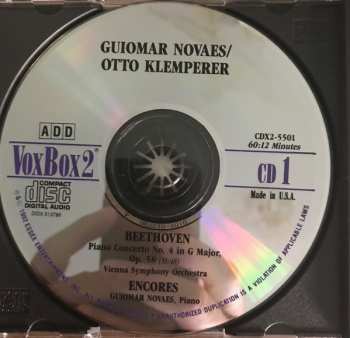 GUIOMAR NOVAES/
OTTO KLEMPERER
ADD
CDX2-5501
60:12 Minutes
VOXBOX2
CD 1
COMPACT
disc
DIGITAL AUDIO
Made in U.S.A.
BEETHOVEN
Piano Concerto No. 4 in G Major,
Op. 58
Vienna Symphony Orchestra
ENCORES
GUIOMAR NOVAES, Piano
UNAUTHORIZED DUPLICATION IS A VIOLATION OF APPLICABLE LAWS